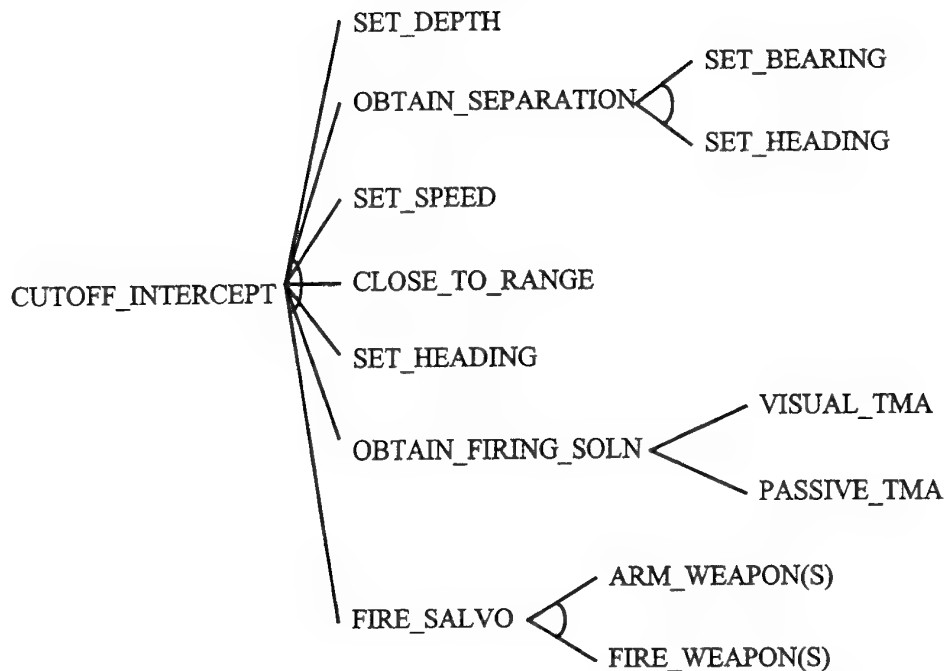 SET_DEPTH
SET_BEARING
OBTAIN_SEPARATION
SET_HEADING
SET_SPEED
CLOSE_TO_RANGE
CUTOFF_INTERCEPT
SET_HEADING
VISUAL_TMA
OBTAIN_FIRING_SOLN
PASSIVE_TMA
ARM_WEAPON(S)
FIRE_SALVO
FIRE_WEAPON(S)